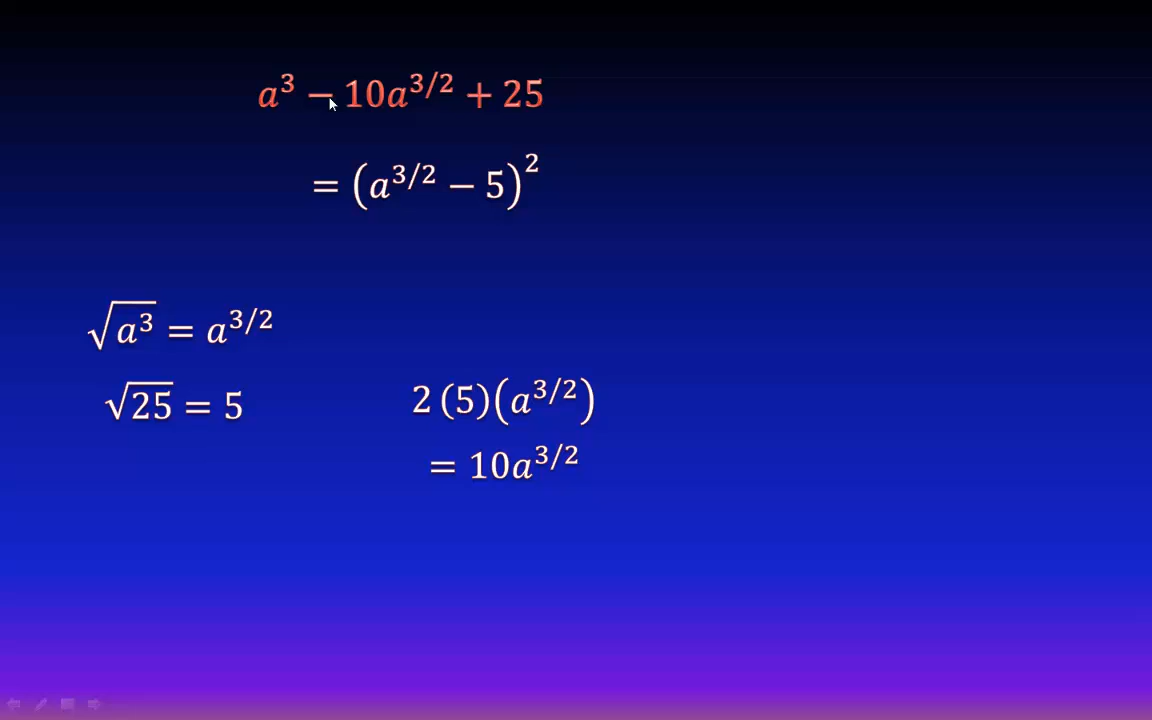 a³ − 10a^{3/2} + 25
= (a^{3/2} − 5)²
√a³ = a^{3/2}
√25 = 5
2 (5)(a^{3/2})
= 10a^{3/2}